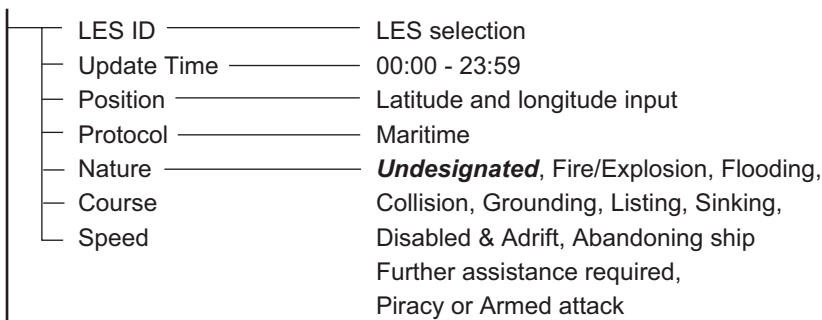 LES ID LES selection
Update Time 00:00 - 23:59
Position Latitude and longitude input
Protocol Maritime
Nature Undesignated, Fire/Explosion, Flooding,
Course Collision, Grounding, Listing, Sinking,
Speed Disabled & Adrift, Abandoning ship
Further assistance required,
Piracy or Armed attack